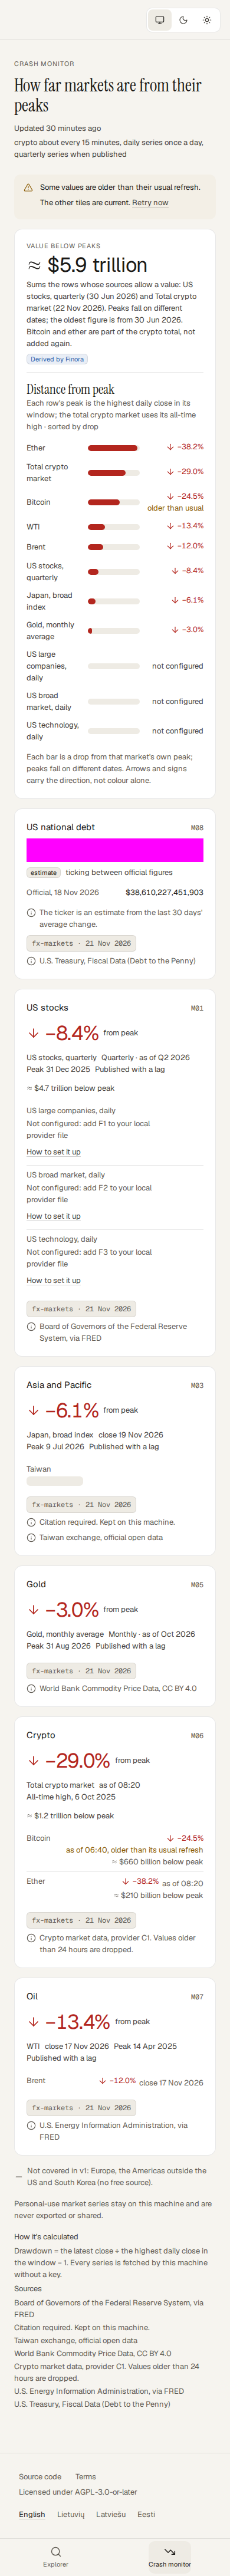 CRASH MONITOR
How far markets are from their
peaks
Updated 30 minutes ago
crypto about every 15 minutes, daily series once a day,
quarterly series when published
Some values are older than their usual refresh.
The other tiles are current. Retry now
VALUE BELOW PEAKS
≈ $5.9 trillion
Sums the rows whose sources allow a value: US
stocks, quarterly (30 Jun 2026) and Total crypto
market (22 Nov 2026). Peaks fall on different
dates; the oldest figure is from 30 Jun 2026.
Bitcoin and ether are part of the crypto total, not
added again.
Derived by Finora
Distance from peak
Each row's peak is the highest daily close in its
window; the total crypto market uses its all-time
high · sorted by drop
Ether ↓ −38.2%
Total crypto
market ↓ −29.0%
Bitcoin ↓ −24.5%
older than usual
WTI ↓ −13.4%
Brent ↓ −12.0%
US stocks,
quarterly ↓ −8.4%
Japan, broad
index ↓ −6.1%
Gold, monthly
average ↓ −3.0%
US large
companies,
daily not configured
US broad
market, daily not configured
US technology,
daily not configured
Each bar is a drop from that market's own peak;
peaks fall on different dates. Arrows and signs
carry the direction, not colour alone.
US national debt M08
estimate ticking between official figures
Official, 18 Nov 2026 $38,610,227,451,903
The ticker is an estimate from the last 30 days'
average change.
fx-markets · 21 Nov 2026
U.S. Treasury, Fiscal Data (Debt to the Penny)
US stocks M01
↓ −8.4% from peak
US stocks, quarterly Quarterly · as of Q2 2026
Peak 31 Dec 2025 Published with a lag
≈ $4.7 trillion below peak
US large companies, daily
Not configured: add F1 to your local
provider file
How to set it up
US broad market, daily
Not configured: add F2 to your local
provider file
How to set it up
US technology, daily
Not configured: add F3 to your local
provider file
How to set it up
fx-markets · 21 Nov 2026
Board of Governors of the Federal Reserve
System, via FRED
Asia and Pacific M03
↓ −6.1% from peak
Japan, broad index close 19 Nov 2026
Peak 9 Jul 2026 Published with a lag
Taiwan
fx-markets · 21 Nov 2026
Citation required. Kept on this machine.
Taiwan exchange, official open data
Gold M05
↓ −3.0% from peak
Gold, monthly average Monthly · as of Oct 2026
Peak 31 Aug 2026 Published with a lag
fx-markets · 21 Nov 2026
World Bank Commodity Price Data, CC BY 4.0
Crypto M06
↓ −29.0% from peak
Total crypto market as of 08:20
All-time high, 6 Oct 2025
≈ $1.2 trillion below peak
Bitcoin ↓ −24.5%
as of 06:40, older than its usual refresh
≈ $660 billion below peak
Ether ↓ −38.2% as of 08:20
≈ $210 billion below peak
fx-markets · 21 Nov 2026
Crypto market data, provider C1. Values older
than 24 hours are dropped.
Oil M07
↓ −13.4% from peak
WTI close 17 Nov 2026 Peak 14 Apr 2025
Published with a lag
Brent ↓ −12.0% close 17 Nov 2026
fx-markets · 21 Nov 2026
U.S. Energy Information Administration, via
FRED
— Not covered in v1: Europe, the Americas outside the
US and South Korea (no free source).
Personal-use market series stay on this machine and are
never exported or shared.
How it's calculated
Drawdown = the latest close ÷ the highest daily close in
the window − 1. Every series is fetched by this machine
without a key.
Sources
Board of Governors of the Federal Reserve System, via
FRED
Citation required. Kept on this machine.
Taiwan exchange, official open data
World Bank Commodity Price Data, CC BY 4.0
Crypto market data, provider C1. Values older than 24
hours are dropped.
U.S. Energy Information Administration, via FRED
U.S. Treasury, Fiscal Data (Debt to the Penny)
Source code Terms
Licensed under AGPL-3.0-or-later
English Lietuvių Latviešu Eesti
Explorer Crash monitor